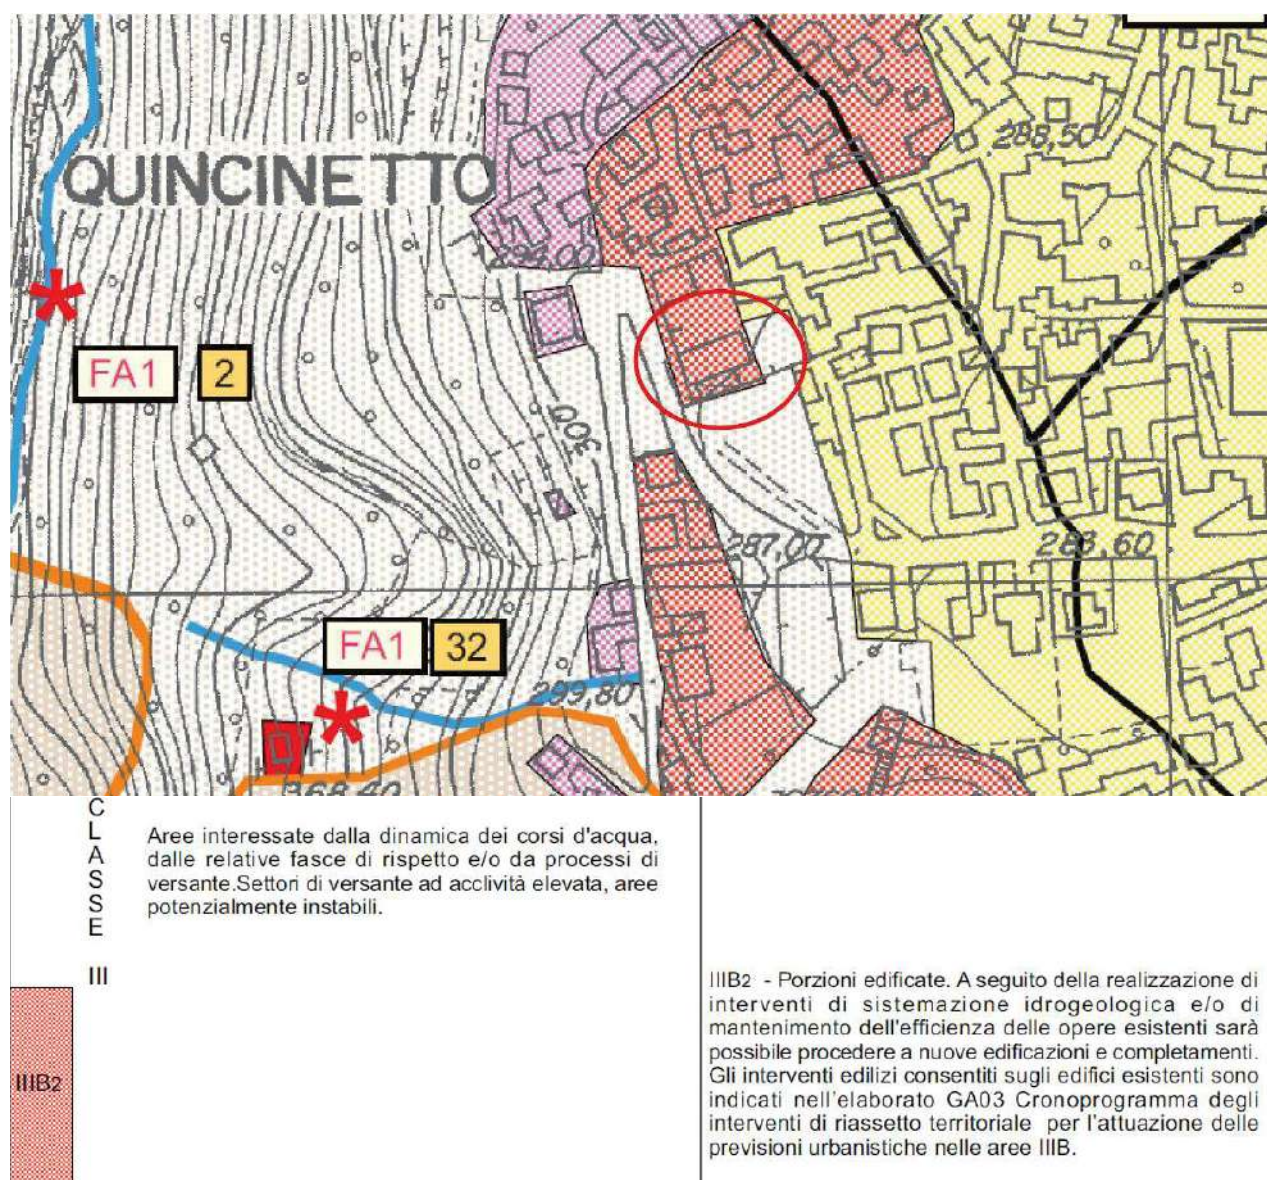 288,50
QUINCINETTO
294,00
FA1 2
300
287,00
288,60
FA1 32
299,80
368,40
C
L
A
S
S
E
III
Aree interessate dalla dinamica dei corsi d'acqua,
dalle relative fasce di rispetto e/o da processi di
versante.Settori di versante ad acclività elevata, aree
potenzialmente instabili.
IIIB2
IIIB2 - Porzioni edificate. A seguito della realizzazione di
interventi di sistemazione idrogeologica e/o di
mantenimento dell'efficienza delle opere esistenti sarà
possibile procedere a nuove edificazioni e completamenti.
Gli interventi edilizi consentiti sugli edifici esistenti sono
indicati nell'elaborato GA03 Cronoprogramma degli
interventi di riassetto territoriale per l'attuazione delle
previsioni urbanistiche nelle aree IIIB.